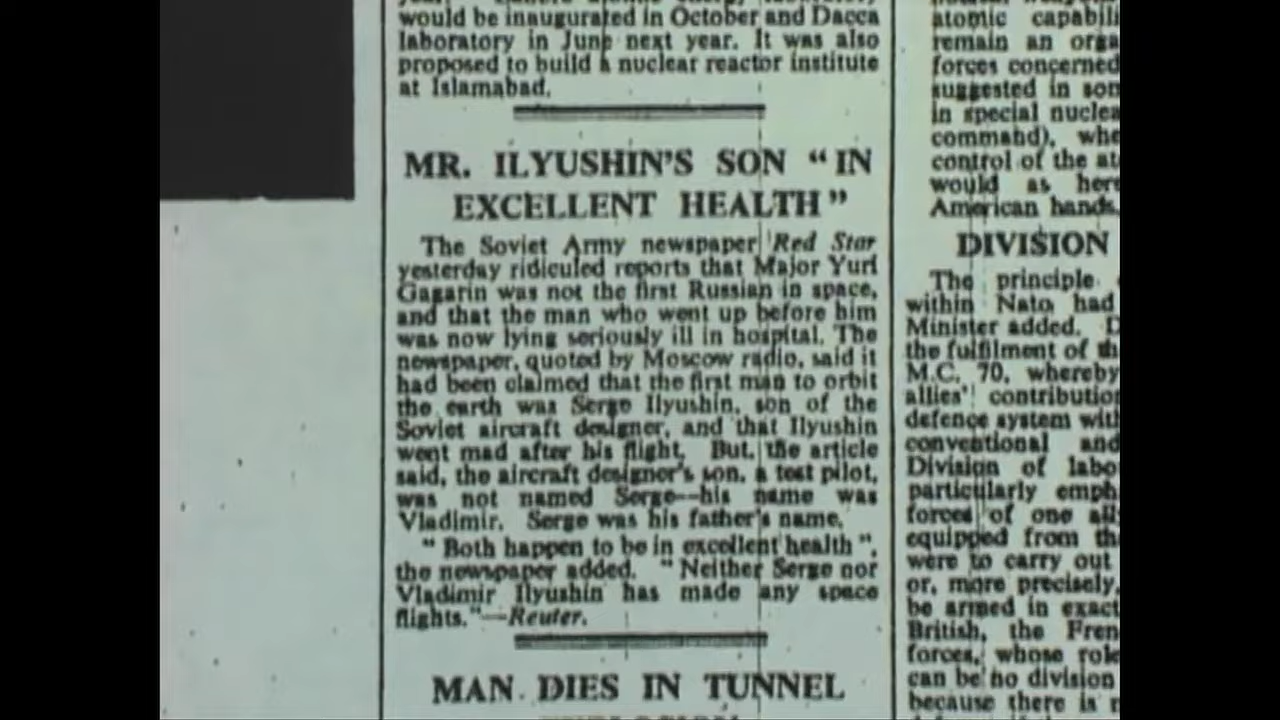 would be inaugurated in October and Dacca
laboratory in June next year. It was also
proposed to build a nuclear reactor institute
at Islamabad.
MR. ILYUSHIN'S SON "IN
EXCELLENT HEALTH"
The Soviet Army newspaper Red Star
yesterday ridiculed reports that Major Yuri
Gagarin was not the first Russian in space,
and that the man who went up before him
was now lying seriously ill in hospital. The
newspaper, quoted by Moscow radio, said it
had been claimed that the first man to orbit
the earth was Serge Ilyushin, son of the
Soviet aircraft designer, and that Ilyushin
went mad after his flight. But, the article
said, the aircraft designer's son, a test pilot,
was not named Serge—his name was
Vladimir. Serge was his father's name.
"Both happen to be in excellent health",
the newspaper added. "Neither Serge nor
Vladimir Ilyushin has made any space
flights."—Reuter.
MAN DIES IN TUNNEL
atomic capabili
remain an orga
forces concerned
suggested in som
in special nuclea
command), whe
control of the at
would as here
American hands.
DIVISION
The principle
within Nato had
Minister added. D
the fulfilment of th
M.C. 70, whereby
allies' contribution
defence system with
conventional and
Division of labo
particularly emph
forces of one all
equipped from th
were to carry out
or, more precisely,
be armed in exact
British, the Fren
forces, whose role
can be no division
because there is n